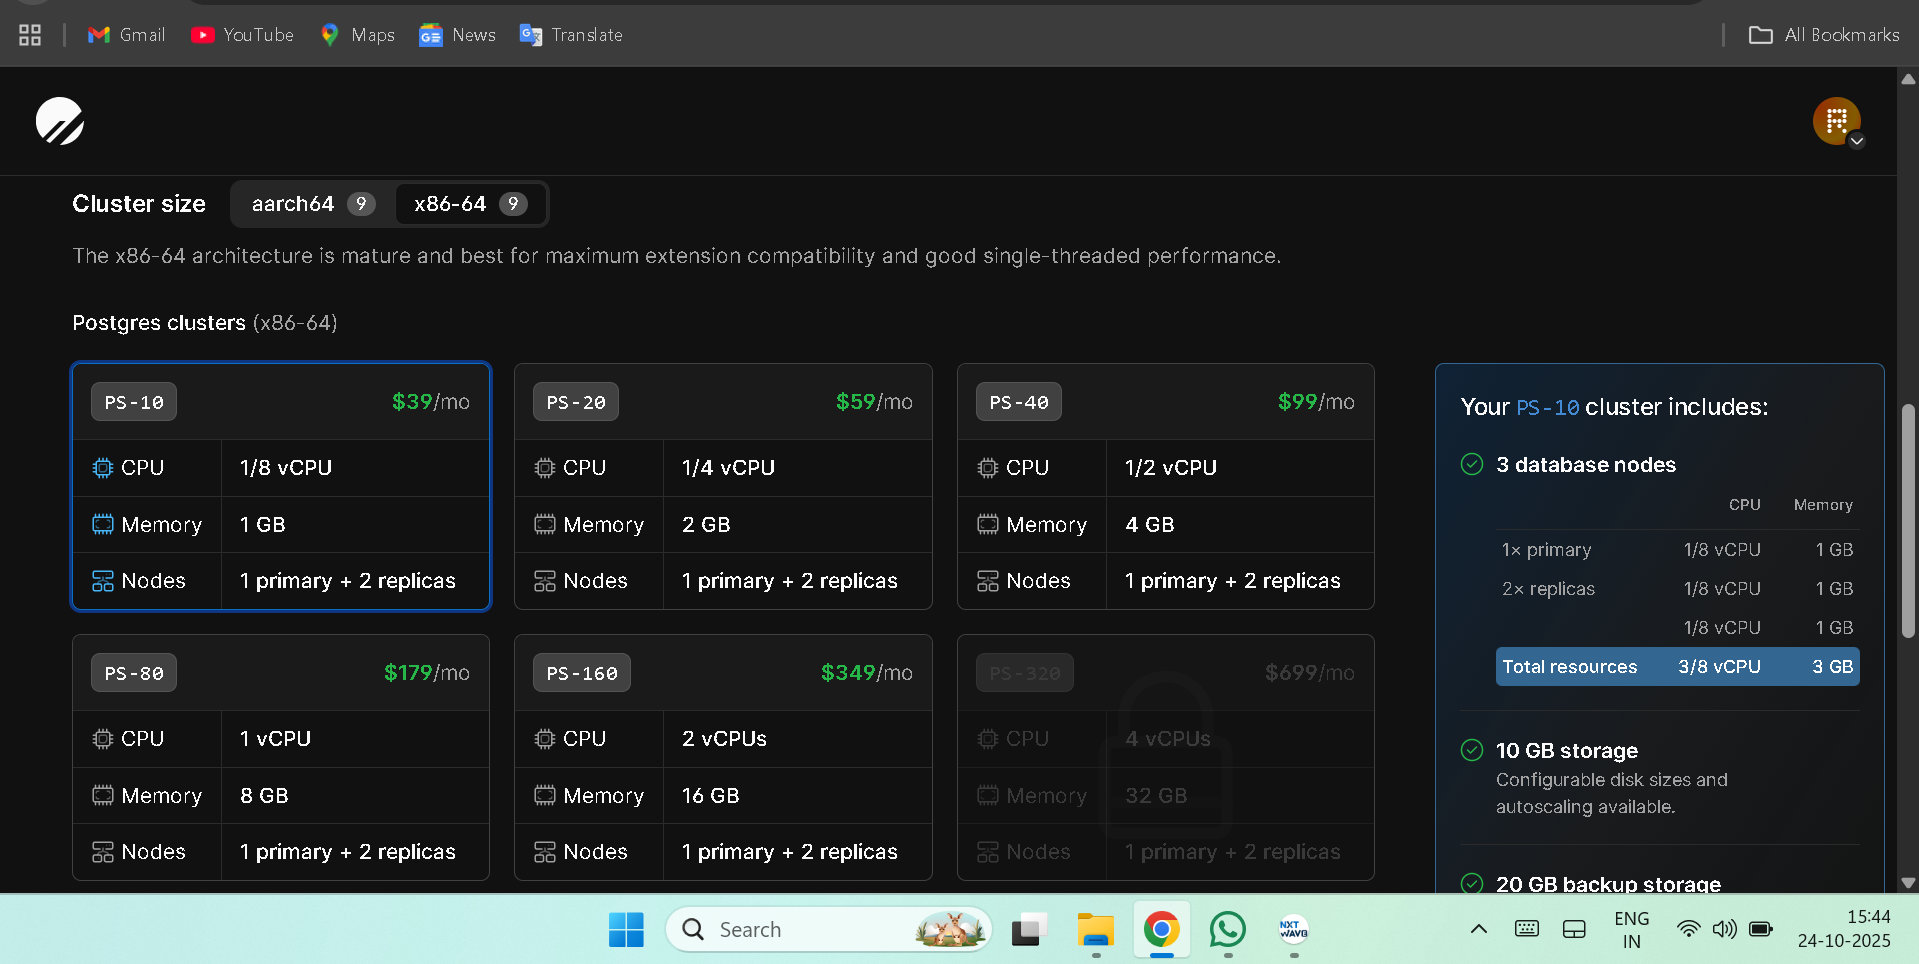 Gmail YouTube Maps News Translate All Bookmarks
Cluster size aarch64 9 x86-64 9
The x86-64 architecture is mature and best for maximum extension compatibility and good single-threaded performance.
Postgres clusters (x86-64)
PS-10 $39/mo
CPU 1/8 vCPU
Memory 1 GB
Nodes 1 primary + 2 replicas
PS-20 $59/mo
CPU 1/4 vCPU
Memory 2 GB
Nodes 1 primary + 2 replicas
PS-40 $99/mo
CPU 1/2 vCPU
Memory 4 GB
Nodes 1 primary + 2 replicas
PS-80 $179/mo
CPU 1 vCPU
Memory 8 GB
Nodes 1 primary + 2 replicas
PS-160 $349/mo
CPU 2 vCPUs
Memory 16 GB
Nodes 1 primary + 2 replicas
PS-320 $699/mo
CPU 4 vCPUs
Memory 32 GB
Nodes 1 primary + 2 replicas
Your PS-10 cluster includes:
3 database nodes
CPU Memory
1× primary 1/8 vCPU 1 GB
2× replicas 1/8 vCPU 1 GB
1/8 vCPU 1 GB
Total resources 3/8 vCPU 3 GB
10 GB storage
Configurable disk sizes and
autoscaling available.
20 GB backup storage
Search
NXT
WAVE
ENG
IN
15:44
24-10-2025